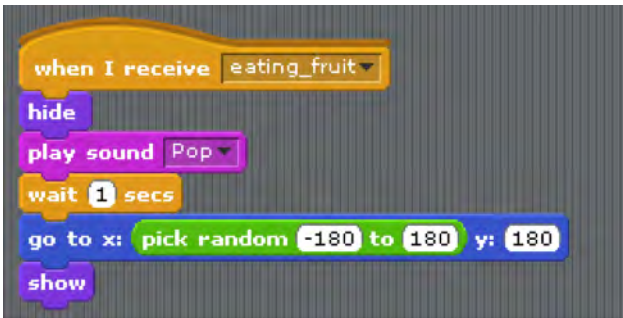 when I receive eating_fruit
hide
play sound Pop
wait 1 secs
go to x: pick random -180 to 180 y: 180
show